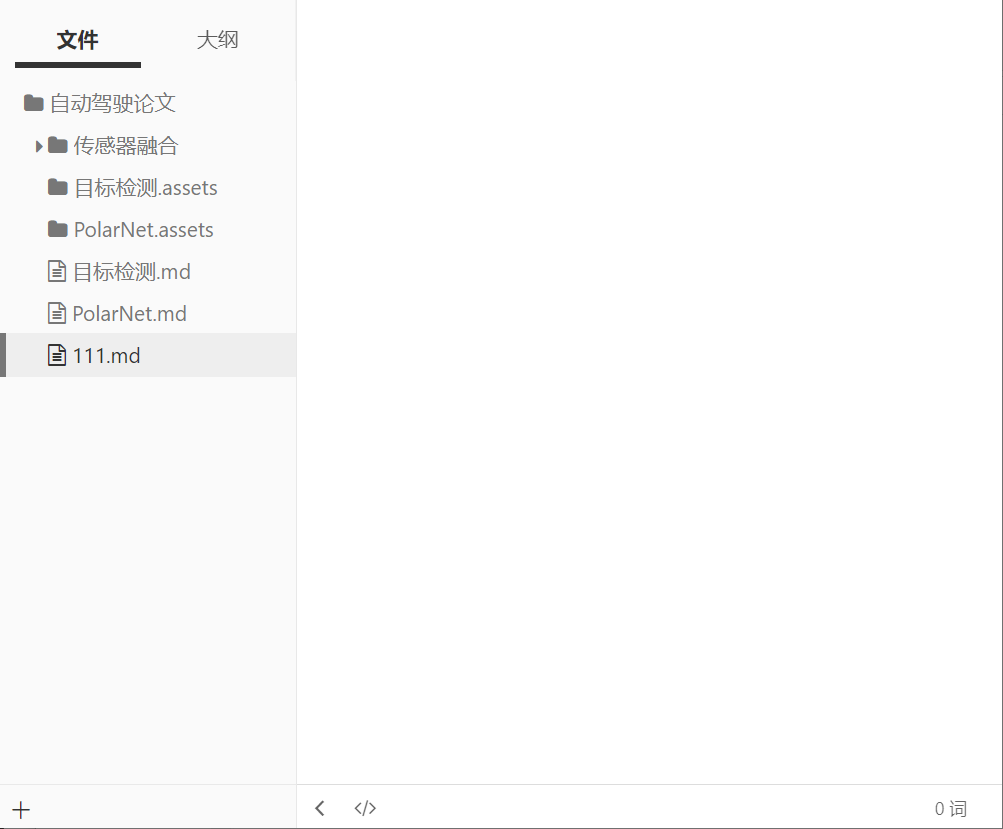 文件 大纲
自动驾驶论文
传感器融合
目标检测.assets
PolarNet.assets
目标检测.md
PolarNet.md
111.md
0 词